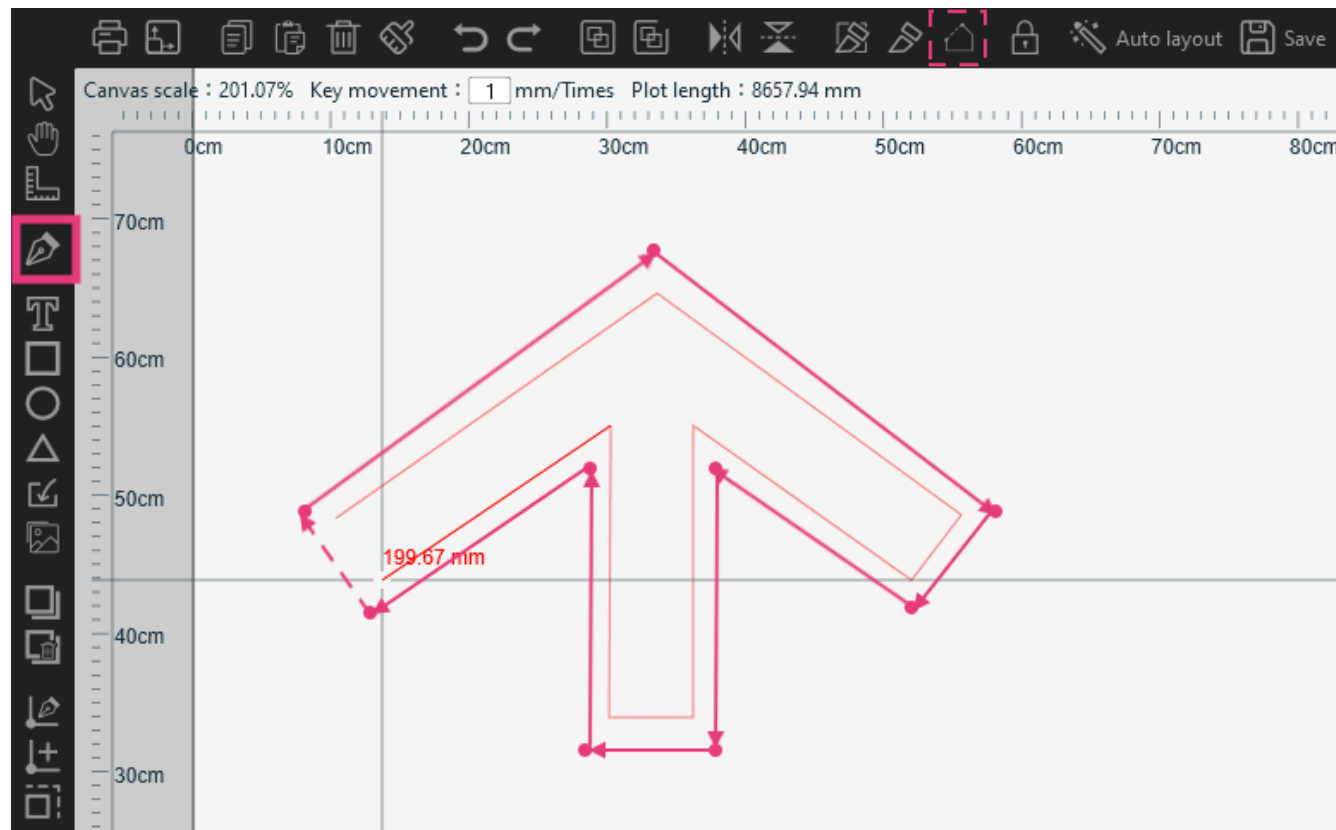 Auto layout Save
Canvas scale：201.07% Key movement： 1 mm/Times Plot length：8657.94 mm
0cm 10cm 20cm 30cm 40cm 50cm 60cm 70cm 80cm
70cm
60cm
50cm
199.67 mm
40cm
30cm